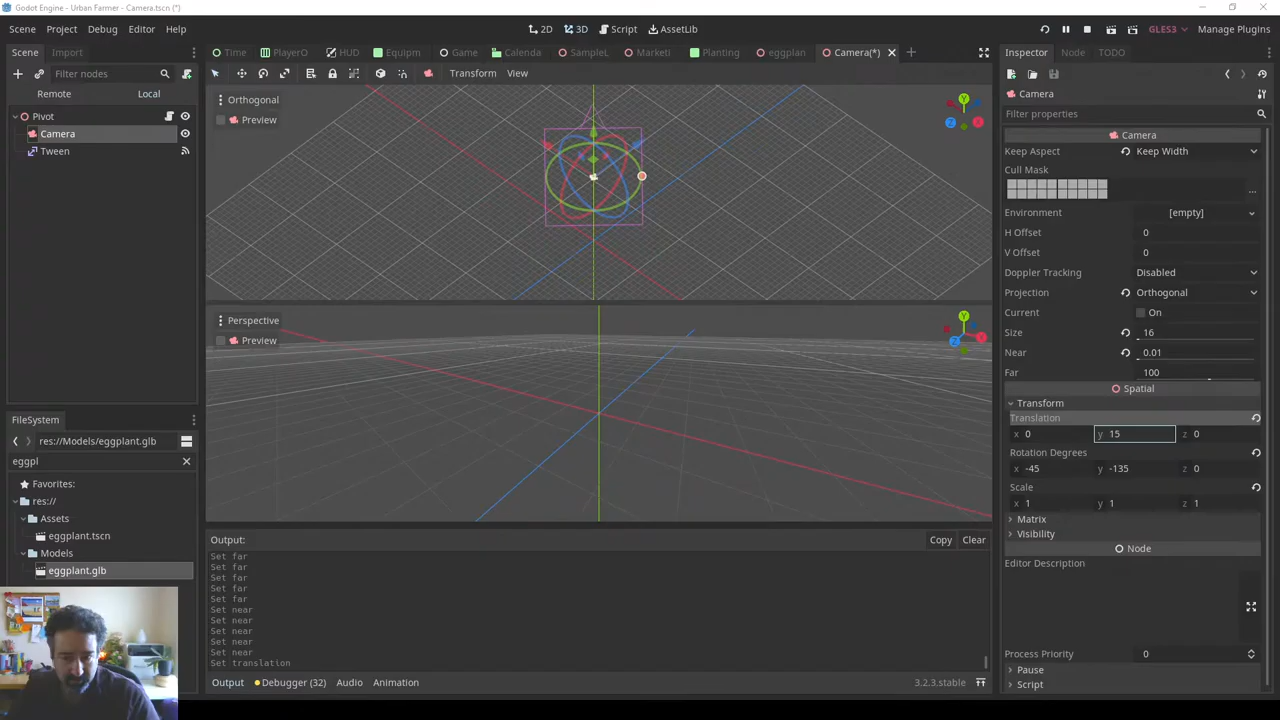 Godot Engine - Urban Farmer - Camera.tscn (*)
Scene Project Debug Editor Help
2D 3D Script AssetLib
GLES3 Manage Plugins
Scene Import
Time PlayerO HUD Equipm Game Calenda SampleL Marketi Planting eggplan Camera(*)
Inspector Node TODO
Filter nodes
Transform View
Remote Local
Camera
Pivot
Camera
Tween
Orthogonal
Preview
Y
X
Z
Perspective
Preview
Y
X
Z
Filter properties
Camera
Keep Aspect Keep Width
Cull Mask
...
Environment [empty]
H Offset 0
V Offset 0
Doppler Tracking Disabled
Projection Orthogonal
Current On
Size 16
Near 0.01
Far 100
Spatial
Transform
Translation
x 0 y 15 z 0
Rotation Degrees
x -45 y -135 z 0
Scale
x 1 y 1 z 1
Matrix
Visibility
Node
Editor Description
Process Priority 0
Pause
Script
FileSystem
res://Models/eggplant.glb
eggpl
Favorites:
res://
Assets
eggplant.tscn
Models
eggplant.glb
Output:
Copy Clear
Set far
Set far
Set far
Set far
Set far
Set near
Set near
Set near
Set near
Set near
Set translation
Output Debugger (32) Audio Animation
3.2.3.stable